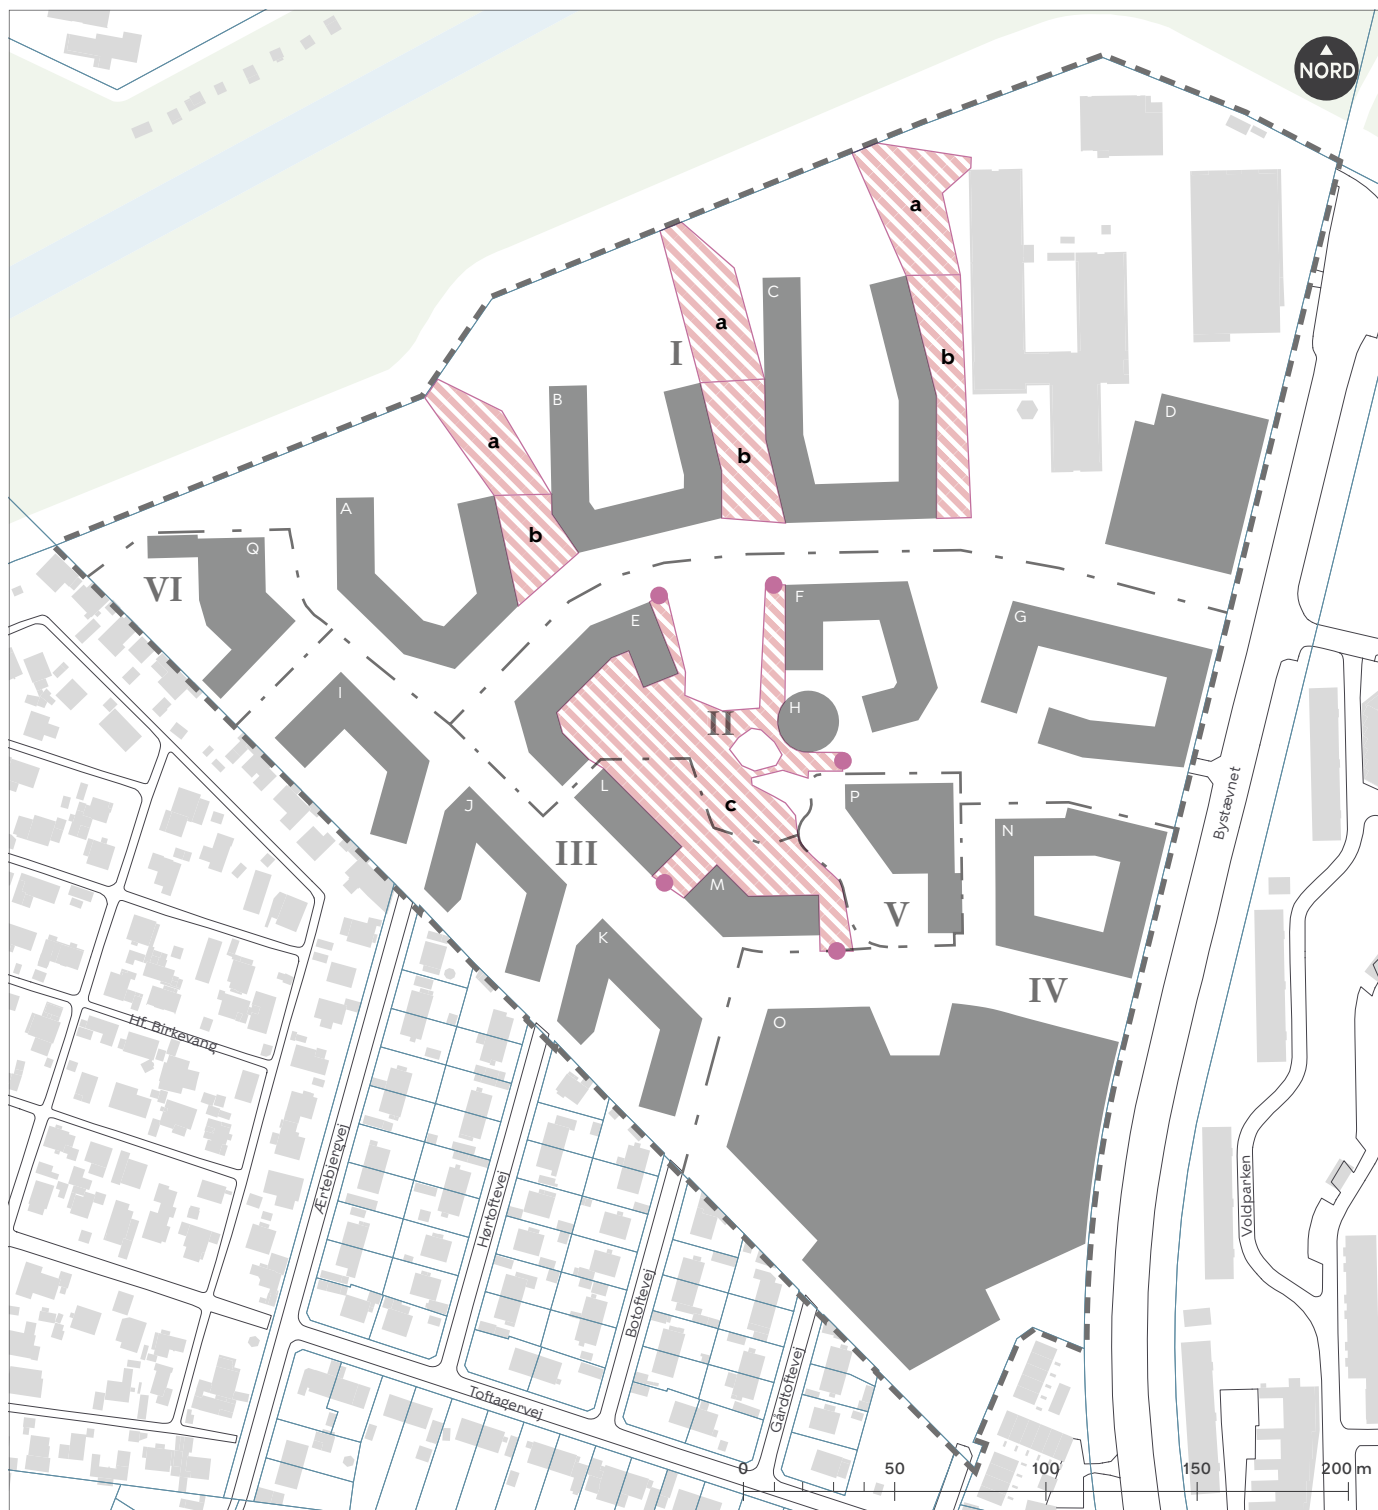 NORD
a
a
C
I
b
B
D
a
b
A
b
Q
VI
E
F
G
I
II
H
L
P
J
c
N
III
M
V
K
IV
O
Bystævnet
Hf. Birkevang
Ærtebjergvej
Hørtoftevej
Voldparken
Botoftevej
Gårdtoftevej
Toftagervej
0 50 100 150 200 m